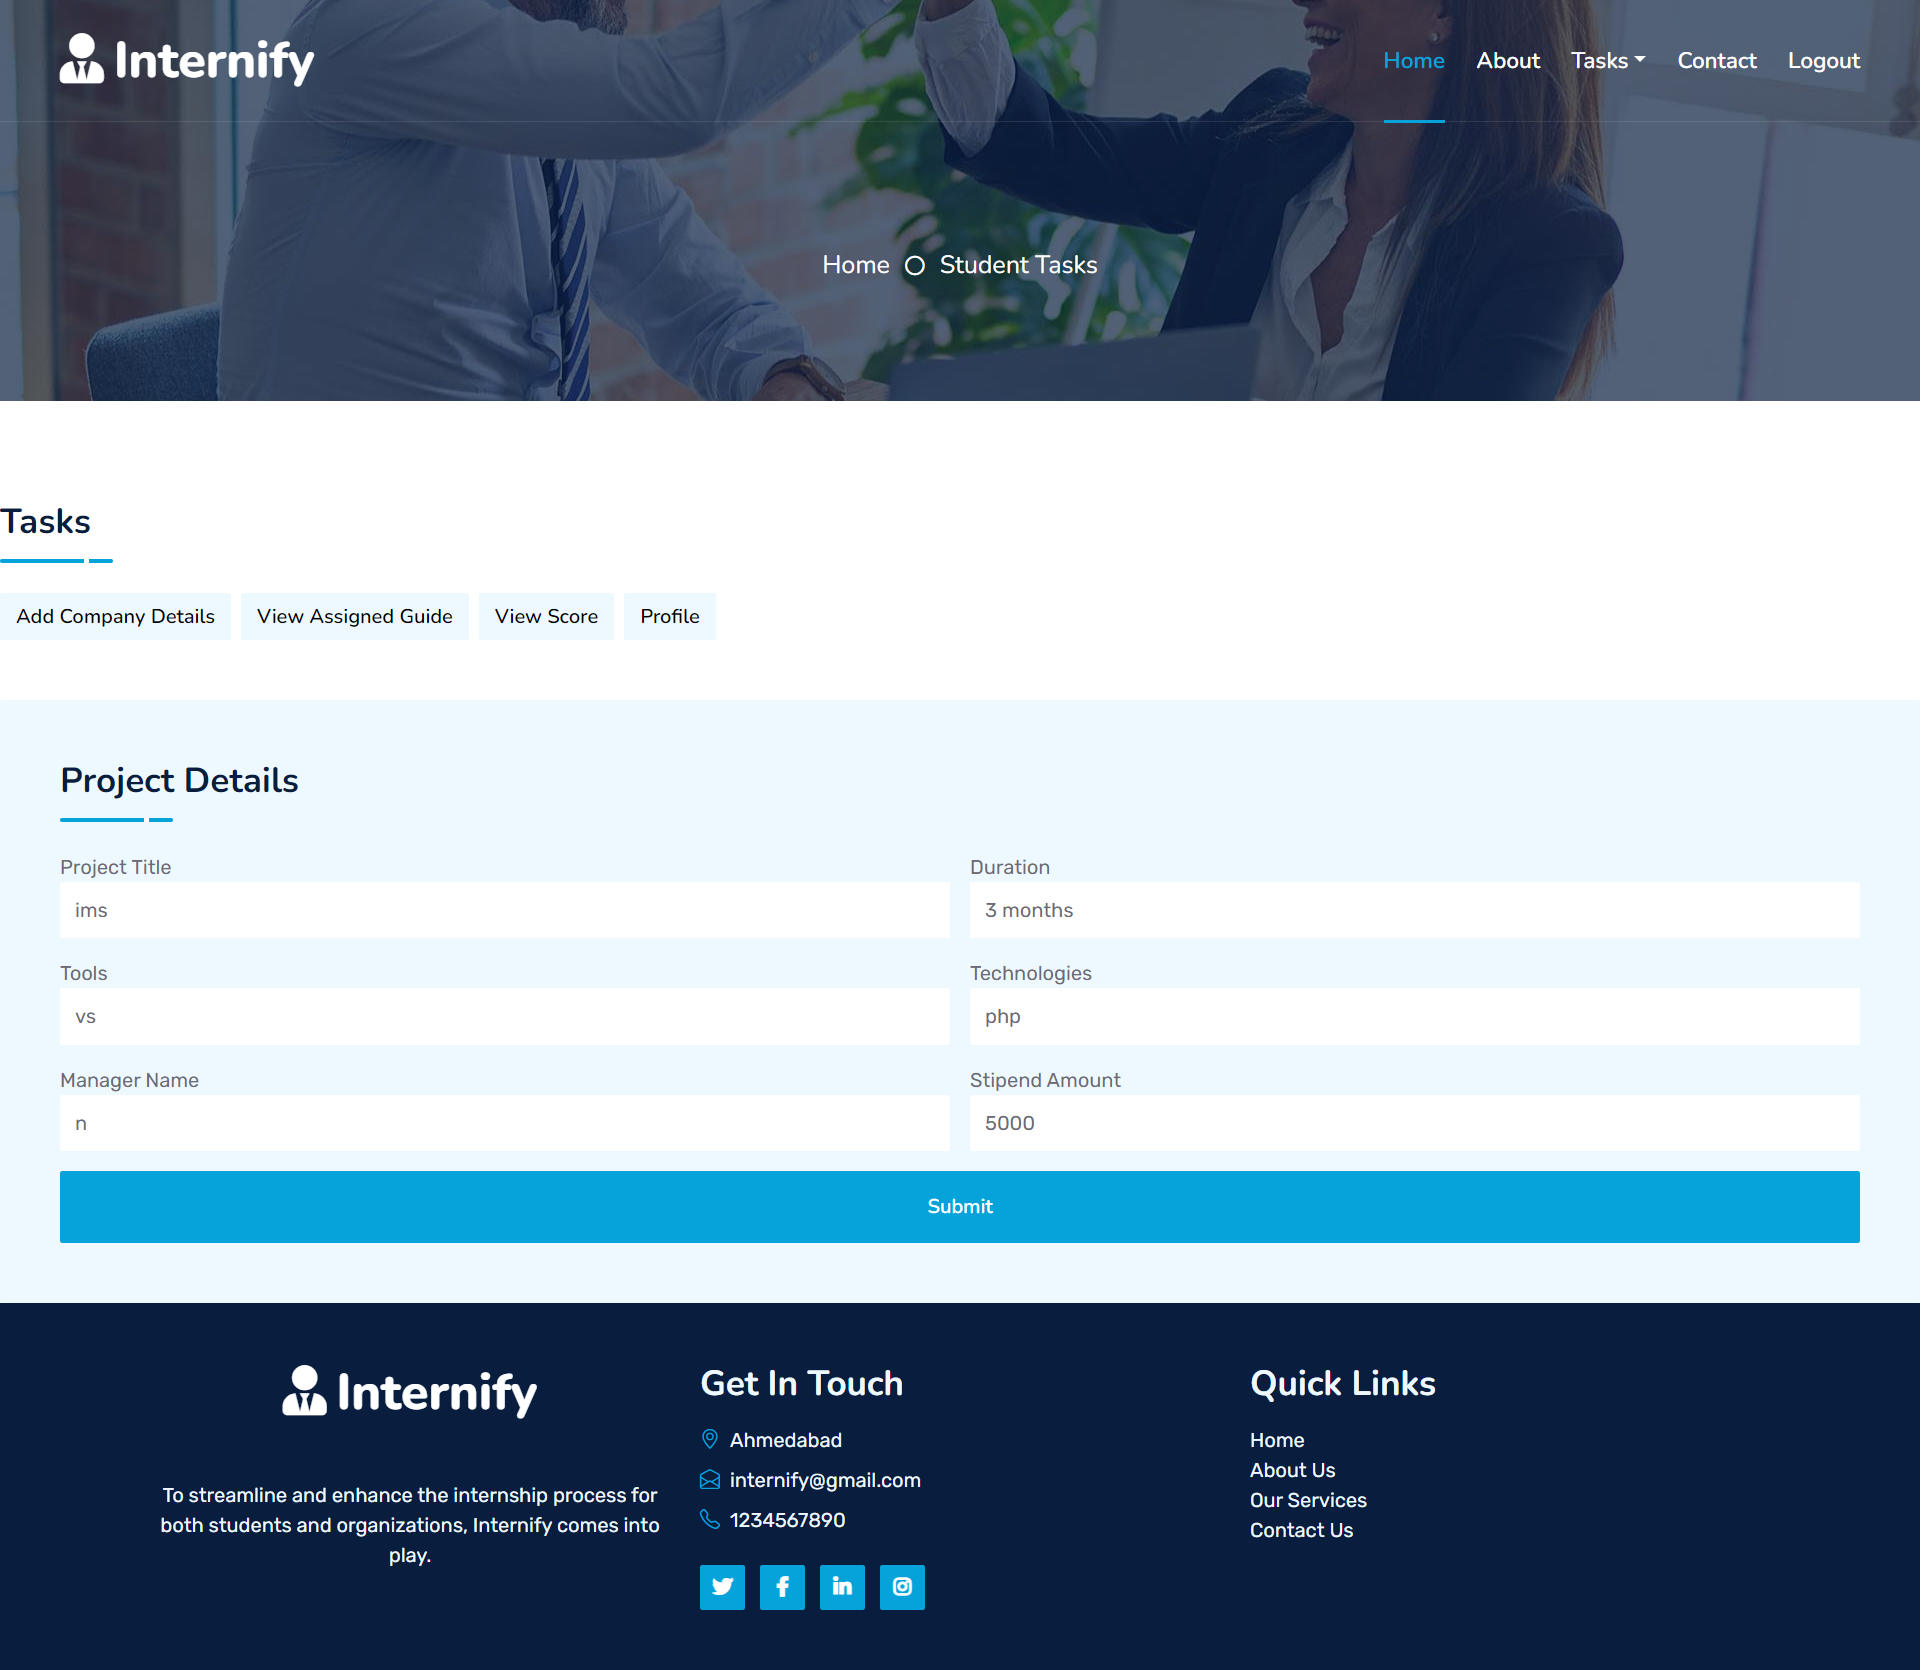 Internify
Home About Tasks Contact Logout
Home Student Tasks
Tasks
Add Company Details View Assigned Guide View Score Profile
Project Details
Project Title Duration
ims 3 months
Tools Technologies
vs php
Manager Name Stipend Amount
n 5000
Submit
Internify
To streamline and enhance the internship process for
both students and organizations, Internify comes into
play.
Get In Touch
Ahmedabad
internify@gmail.com
1234567890
Quick Links
Home
About Us
Our Services
Contact Us